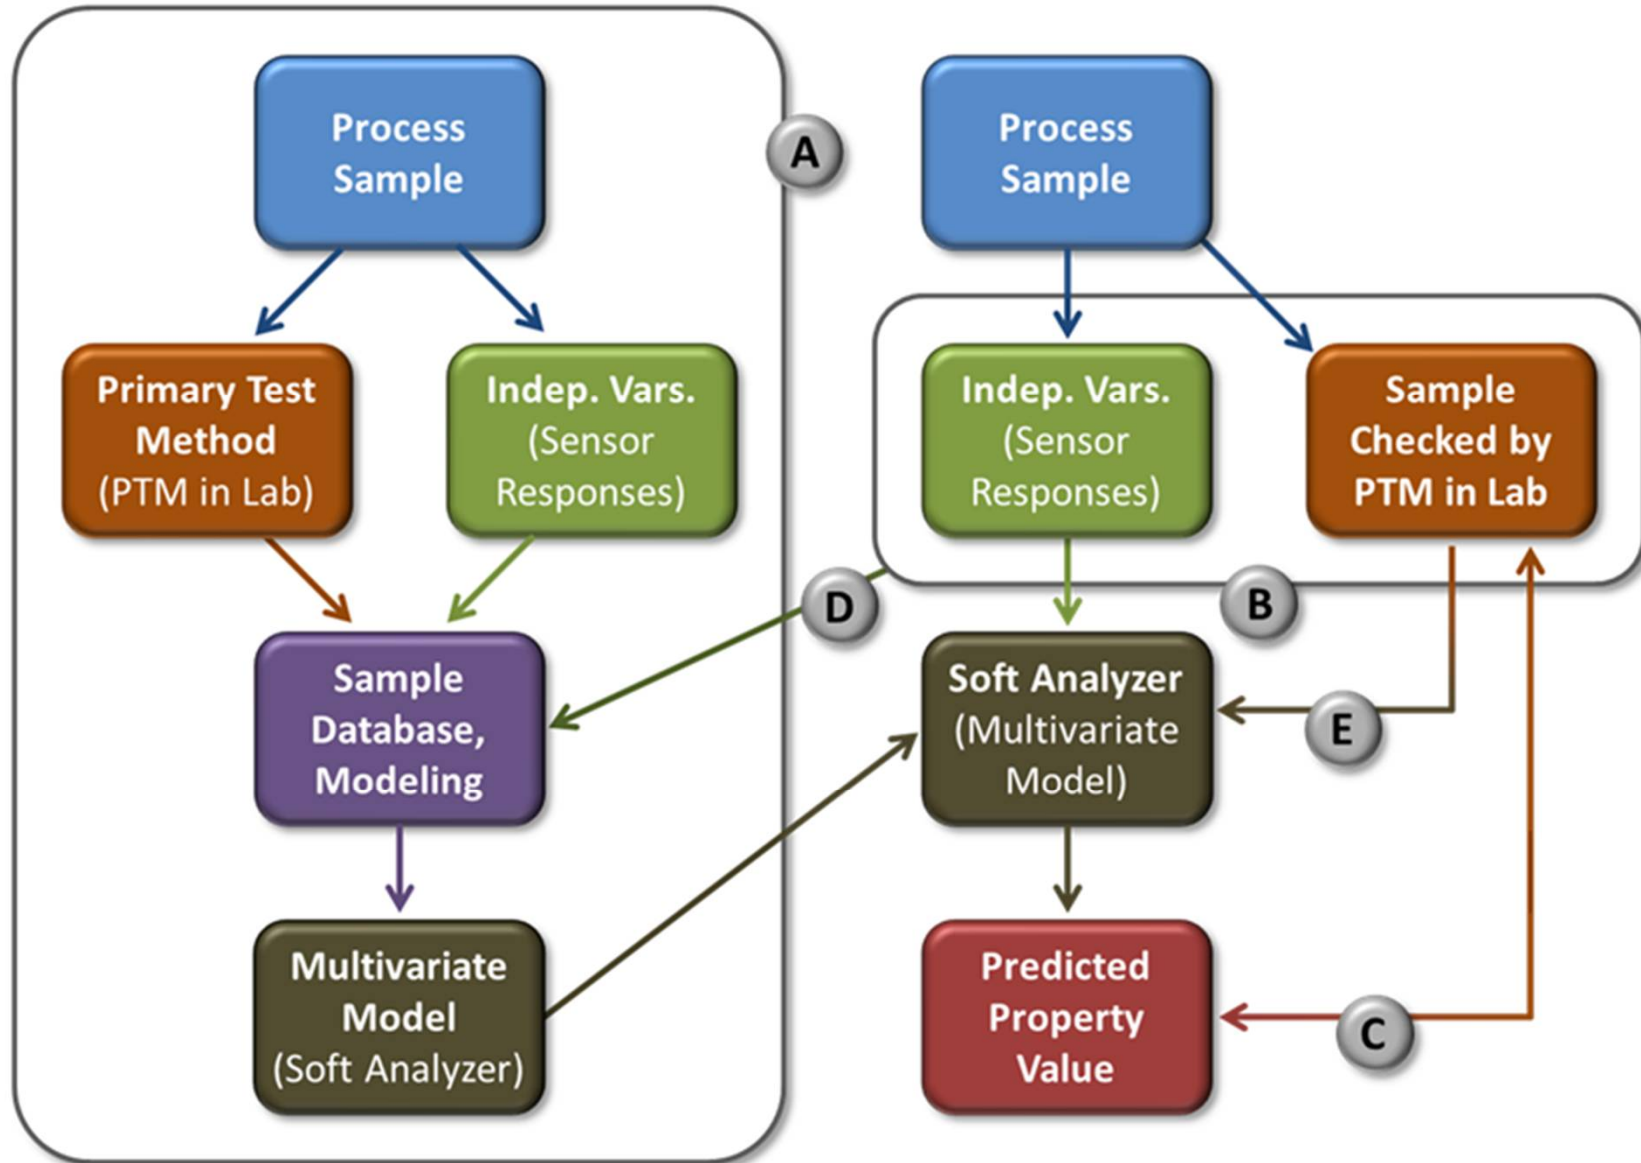 Process
Sample
A
Primary Test
Method
(PTM in Lab)
Indep. Vars.
(Sensor
Responses)
Sample
Database,
Modeling
Multivariate
Model
(Soft Analyzer)
Process
Sample
Indep. Vars.
(Sensor
Responses)
Sample
Checked by
PTM in Lab
D
B
Soft Analyzer
(Multivariate
Model)
E
Predicted
Property
Value
C